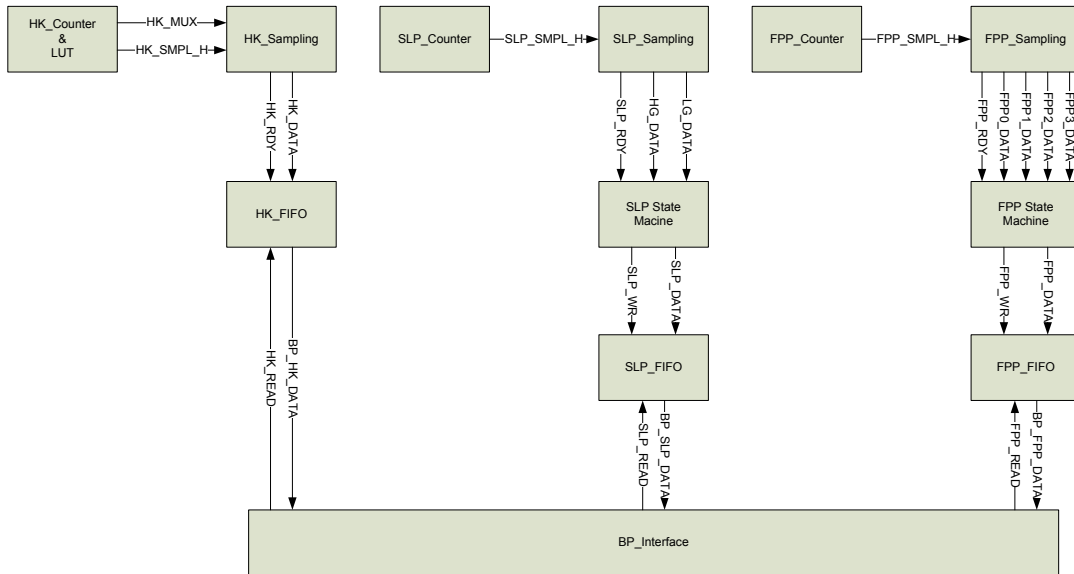 HK_Counter
&
LUT
HK_MUX
HK_SMPL_H
HK_Sampling
SLP_Counter
SLP_SMPL_H
SLP_Sampling
FPP_Counter
FPP_SMPL_H
FPP_Sampling
HK_RDY
HK_DATA
SLP_RDY
HG_DATA
LG_DATA
FPP_RDY
FPP0_DATA
FPP1_DATA
FPP2_DATA
FPP3_DATA
HK_FIFO
SLP State
Macine
FPP State
Machine
SLP_WR
SLP_DATA
FPP_WR
FPP_DATA
SLP_FIFO
FPP_FIFO
HK_READ
BP_HK_DATA
SLP_READ
BP_SLP_DATA
FPP_READ
BP_FPP_DATA
BP_Interface